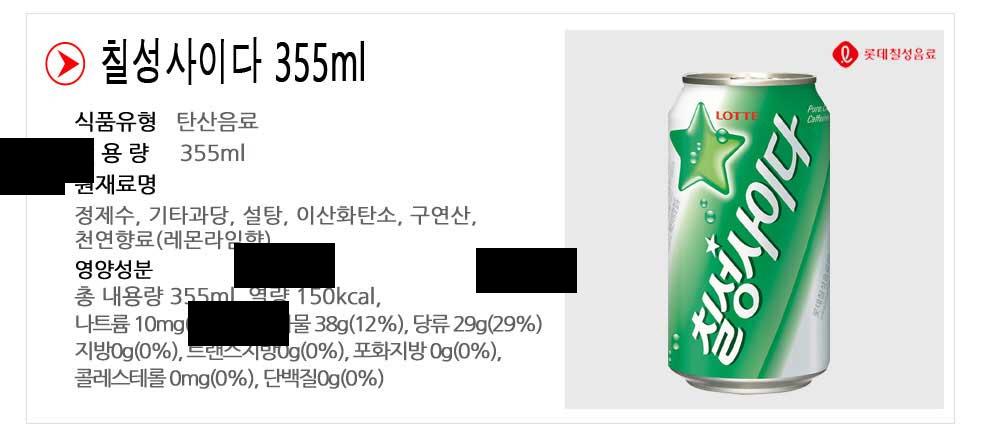 칠성사이다 355ml
식품유형 탄산음료
용 량 355ml
원재료명
정제수, 기타과당, 설탕, 이산화탄소, 구연산,
천연향료(레몬라임향)
영양성분
총 내용량 355ml, 열량 150kcal,
나트륨 10mg 38g(12%), 당류 29g(29%)
지방0g(0%), 트랜스지방0g(0%), 포화지방 0g(0%),
콜레스테롤 0mg(0%), 단백질0g(0%)
롯데칠성음료
LOTTE
칠성사이다